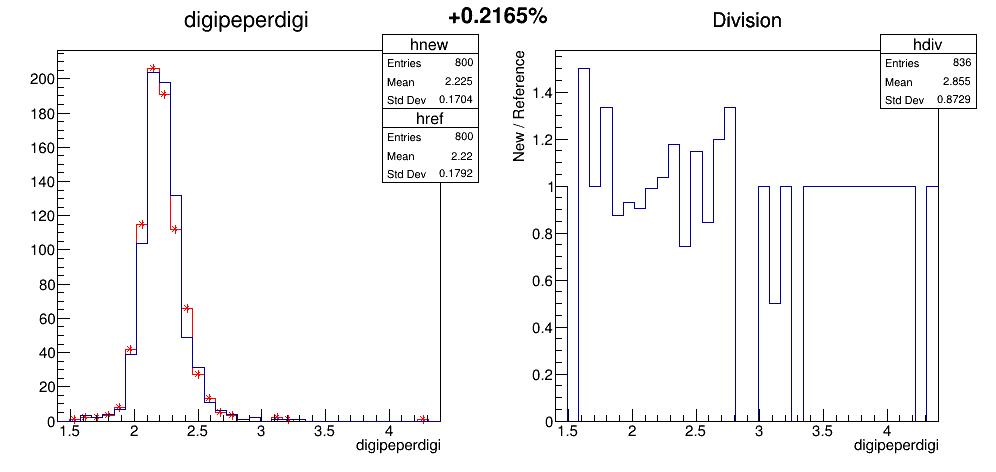 +0.2165%
digipeperdigi
hnew
Entries 800
Mean 2.225
Std Dev 0.1704
href
Entries 800
Mean 2.22
Std Dev 0.1792
200
180
160
140
120
100
80
60
40
20
0
1.5 2 2.5 3 3.5 4
digipeperdigi
Division
hdiv
Entries 836
Mean 2.855
Std Dev 0.8729
New / Reference
1.4
1.2
1
0.8
0.6
0.4
0.2
0
1.5 2 2.5 3 3.5 4
digipeperdigi